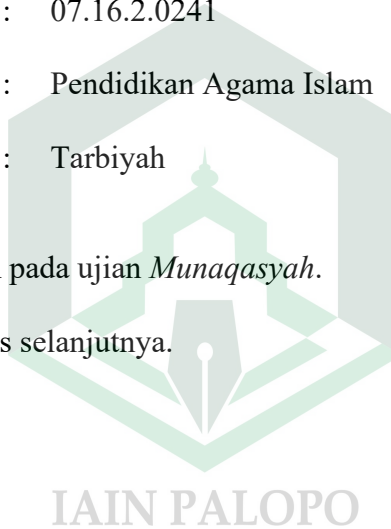 : 07.16.2.0241
: Pendidikan Agama Islam
: Tarbiyah
pada ujian Munaqasyah.
s selanjutnya.
IAIN PALOPO